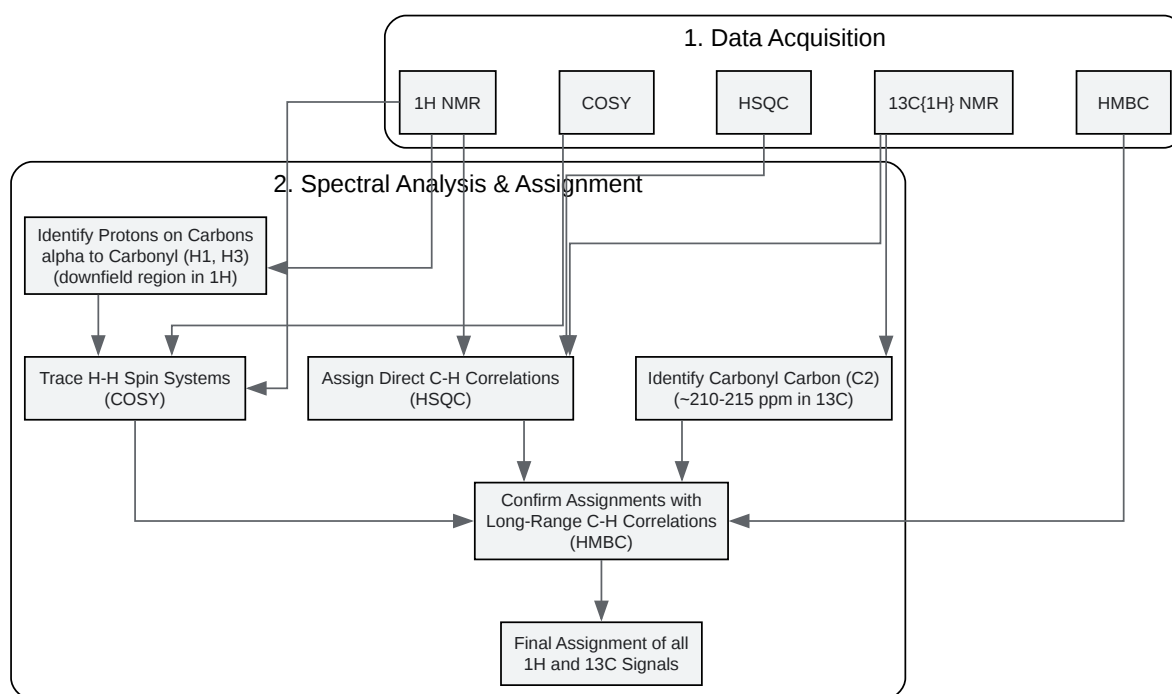 1. Data Acquisition
1H NMR
COSY
HSQC
13C{1H} NMR
HMBC
2. Spectral Analysis & Assignment
Identify Protons on Carbons
alpha to Carbonyl (H1, H3)
(downfield region in 1H)
Trace H-H Spin Systems
(COSY)
Assign Direct C-H Correlations
(HSQC)
Identify Carbonyl Carbon (C2)
(~210-215 ppm in 13C)
Confirm Assignments with
Long-Range C-H Correlations
(HMBC)
Final Assignment of all
1H and 13C Signals